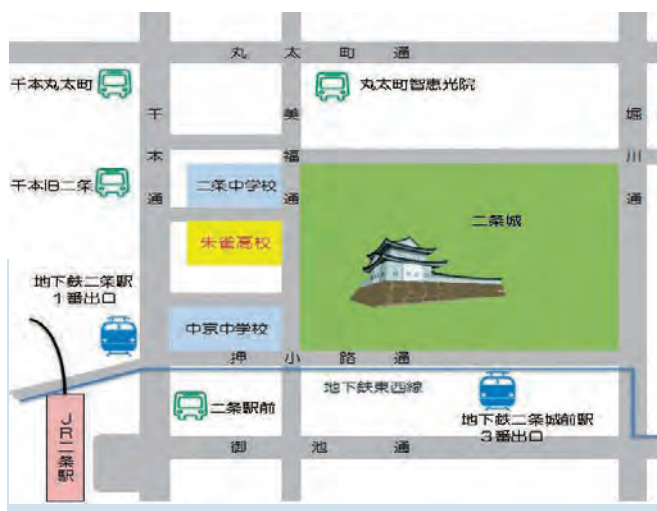 丸太町通
千本丸太町
丸太町智恵光院
千本通
美福通
堀川通
千本旧二条
二条中学校
二条城
朱雀高校
地下鉄二条駅
1番出口
中京中学校
押小路通
地下鉄東西線
二条駅前
地下鉄二条城前駅
3番出口
JR二条駅
御池通